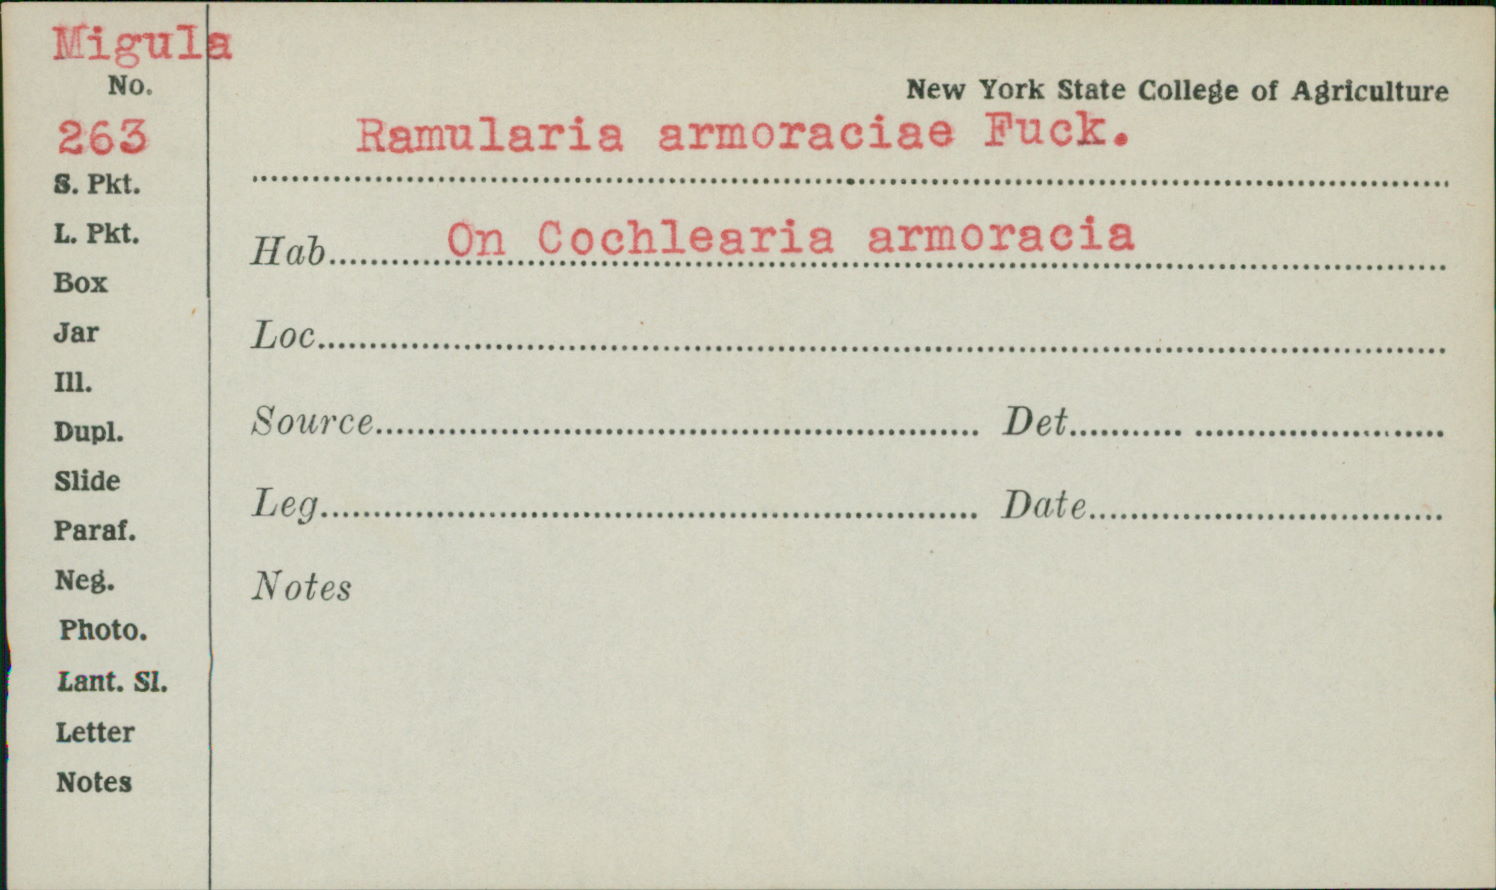 Migula
No.
263
S. Pkt.
L. Pkt.
Box
Jar
Ill.
Dupl.
Slide
Paraf.
Neg.
Photo.
Lant. Sl.
Letter
Notes
New York State College of Agriculture
Ramularia armoraciae Fuck.
Hab. On Cochlearia armoracia
Loc.
Source Det.
Leg. Date
Notes